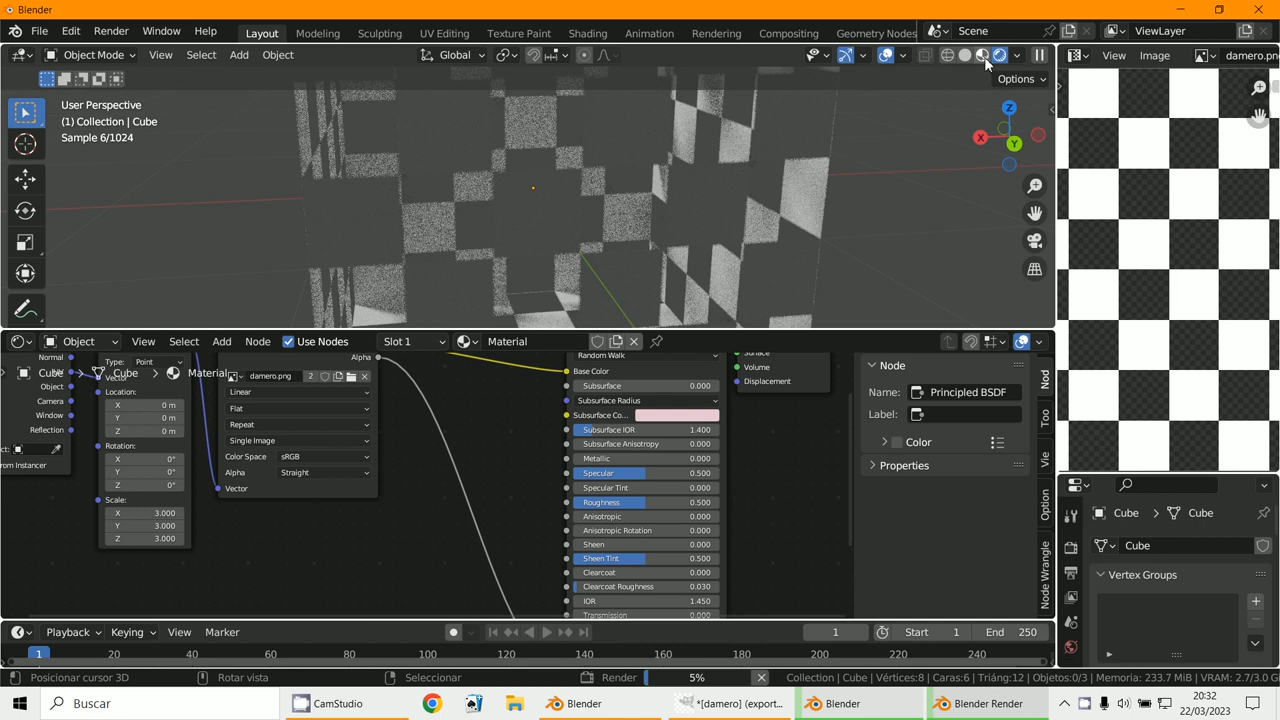 Blender
File Edit Render Window Help
Layout Modeling Sculpting UV Editing Texture Paint Shading Animation Rendering Compositing Geometry Nodes
Scene
ViewLayer
Object Mode View Select Add Object
Global
View Image
damero.pn
Options
User Perspective
(1) Collection | Cube
Sample 6/1024
Z
X
Y
Object View Select Add Node Use Nodes Slot 1 Material
Cube Cube Material
Normal
Object
Camera
Window
Reflection
rom Instancer
Type: Point
Vector
Location:
X 0 m
Y 0 m
Z 0 m
Rotation:
X 0°
Y 0°
Z 0°
Scale:
X 3.000
Y 3.000
Z 3.000
Alpha
damero.png 2
Linear
Flat
Repeat
Single Image
Color Space sRGB
Alpha Straight
Vector
Random Walk
Base Color
Subsurface 0.000
Subsurface Radius
Subsurface Co...
Subsurface IOR 1.400
Subsurface Anisotropy 0.000
Metallic 0.000
Specular 0.500
Specular Tint 0.000
Roughness 0.500
Anisotropic 0.000
Anisotropic Rotation 0.000
Sheen 0.000
Sheen Tint 0.500
Clearcoat 0.000
Clearcoat Roughness 0.030
IOR 1.450
Transmission 0.000
Surface
Volume
Displacement
Node
Name: Principled BSDF
Label:
Color
Properties
Nod
Too
Vie
Option
Node Wrangle
Cube Cube
Cube
Vertex Groups
Playback Keying View Marker
1
Start 1
End 250
1 20 40 60 80 100 120 140 160 180 200 220 240
Posicionar cursor 3D Rotar vista Seleccionar Render 5% Collection | Cube | Vértices:8 | Caras:6 | Triáng:12 | Objetos:0/3 | Memoria: 233.7 MiB | VRAM: 2.7/3.0 G
Buscar
CamStudio
Blender
*[damero] (export...
Blender
Blender Render
20:32
22/03/2023